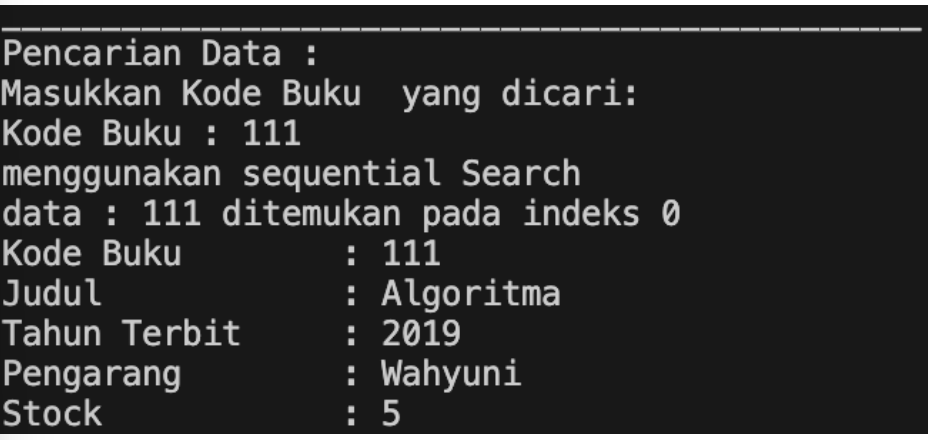 Pencarian Data :
Masukkan Kode Buku  yang dicari:
Kode Buku : 111
menggunakan sequential Search
data : 111 ditemukan pada indeks 0
Kode Buku        : 111
Judul            : Algoritma
Tahun Terbit     : 2019
Pengarang        : Wahyuni
Stock            : 5